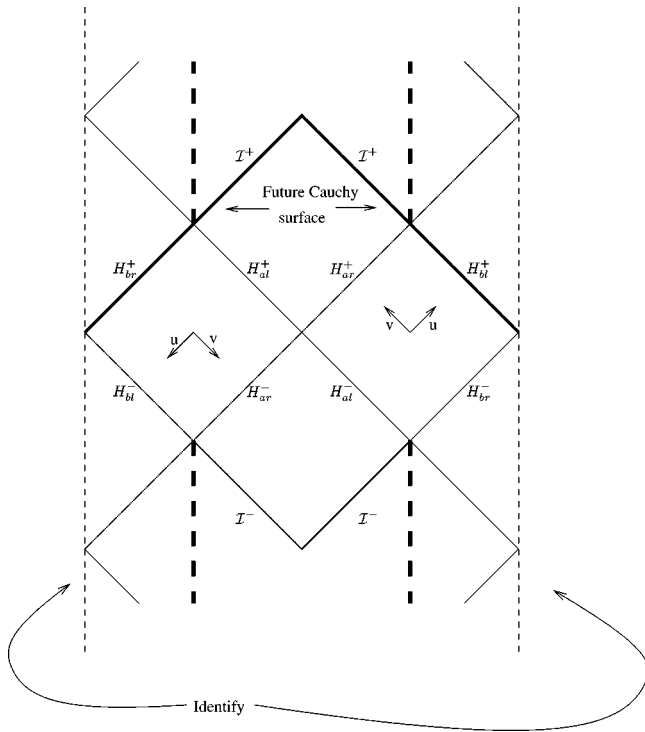 𝓘⁺ 𝓘⁺
Future Cauchy
surface
H⁺_{br} H⁺_{al} H⁺_{ar} H⁺_{bl}
u v v u
H⁻_{bl} H⁻_{ar} H⁻_{al} H⁻_{br}
𝓘⁻ 𝓘⁻
Identify